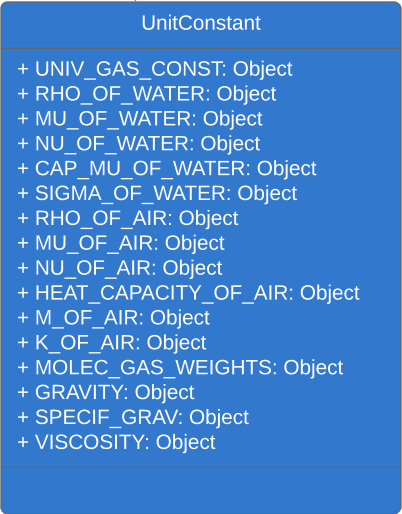 UnitConstant
+ UNIV_GAS_CONST: Object
+ RHO_OF_WATER: Object
+ MU_OF_WATER: Object
+ NU_OF_WATER: Object
+ CAP_MU_OF_WATER: Object
+ SIGMA_OF_WATER: Object
+ RHO_OF_AIR: Object
+ MU_OF_AIR: Object
+ NU_OF_AIR: Object
+ HEAT_CAPACITY_OF_AIR: Object
+ M_OF_AIR: Object
+ K_OF_AIR: Object
+ MOLEC_GAS_WEIGHTS: Object
+ GRAVITY: Object
+ SPECIF_GRAV: Object
+ VISCOSITY: Object